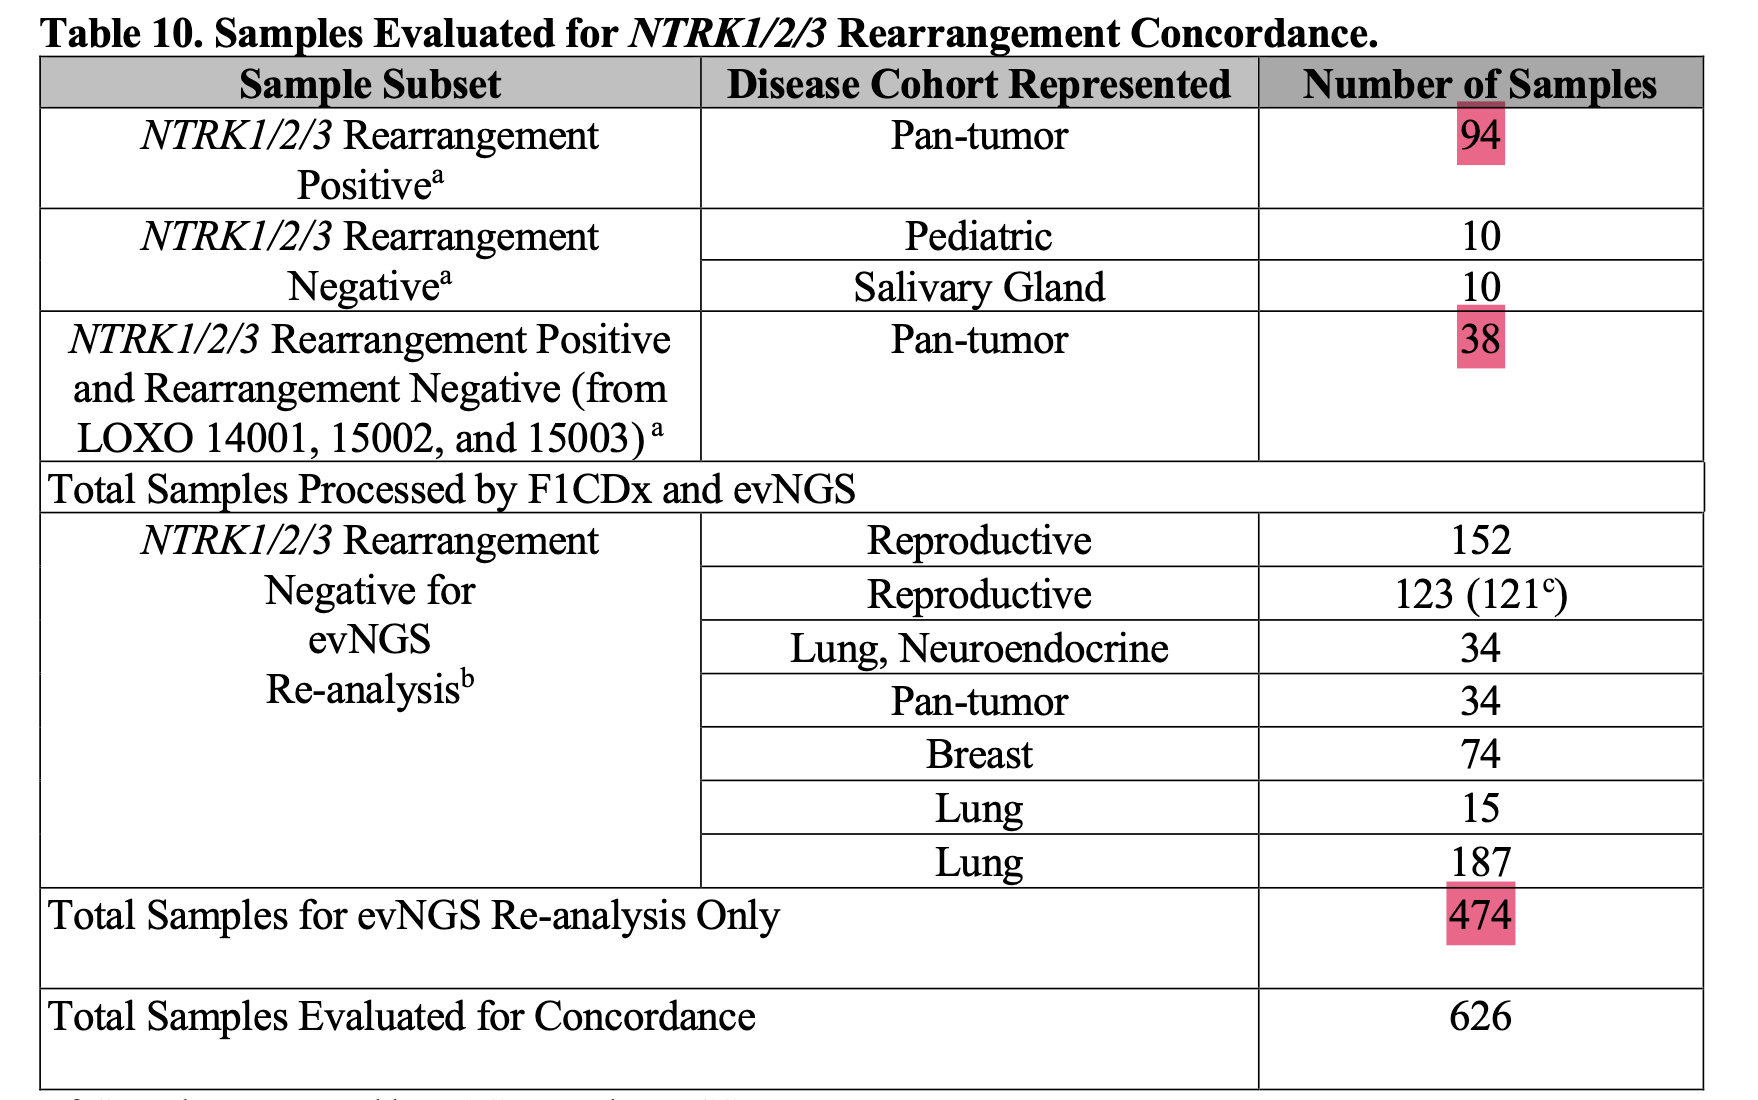 Table 10. Samples Evaluated for NTRK1/2/3 Rearrangement Concordance.
Sample Subset Disease Cohort Represented Number of Samples
NTRK1/2/3 Rearrangement Pan-tumor 94
Positiveᵃ
NTRK1/2/3 Rearrangement Pediatric 10
Negativeᵃ Salivary Gland 10
NTRK1/2/3 Rearrangement Positive Pan-tumor 38
and Rearrangement Negative (from
LOXO 14001, 15002, and 15003) ᵃ
Total Samples Processed by F1CDx and evNGS
NTRK1/2/3 Rearrangement Reproductive 152
Negative for Reproductive 123 (121ᶜ)
evNGS Lung, Neuroendocrine 34
Re-analysisᵇ Pan-tumor 34
Breast 74
Lung 15
Lung 187
Total Samples for evNGS Re-analysis Only 474
Total Samples Evaluated for Concordance 626